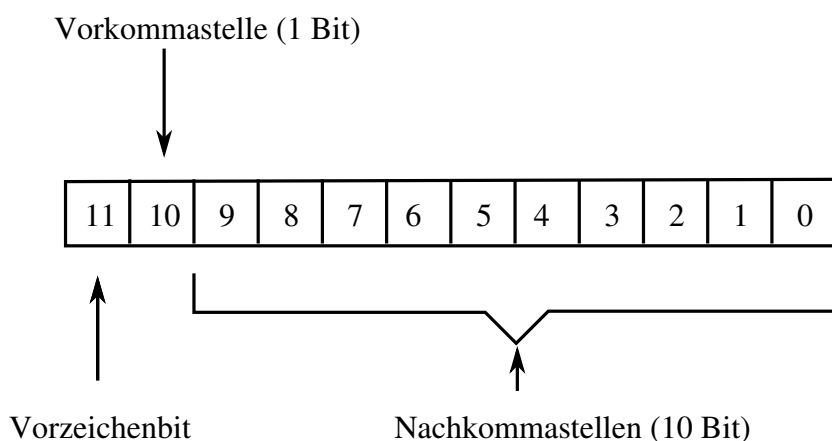 Vorkommastelle (1 Bit)
11 10 9 8 7 6 5 4 3 2 1 0
Vorzeichenbit Nachkommastellen (10 Bit)